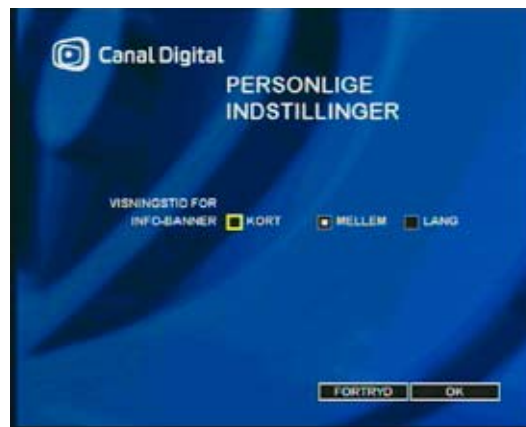 Canal Digital
PERSONLIGE
INDSTILLINGER
VISNINGSTID FOR
INFO-BANNER KORT MELLEM LANG
FORTRYD OK